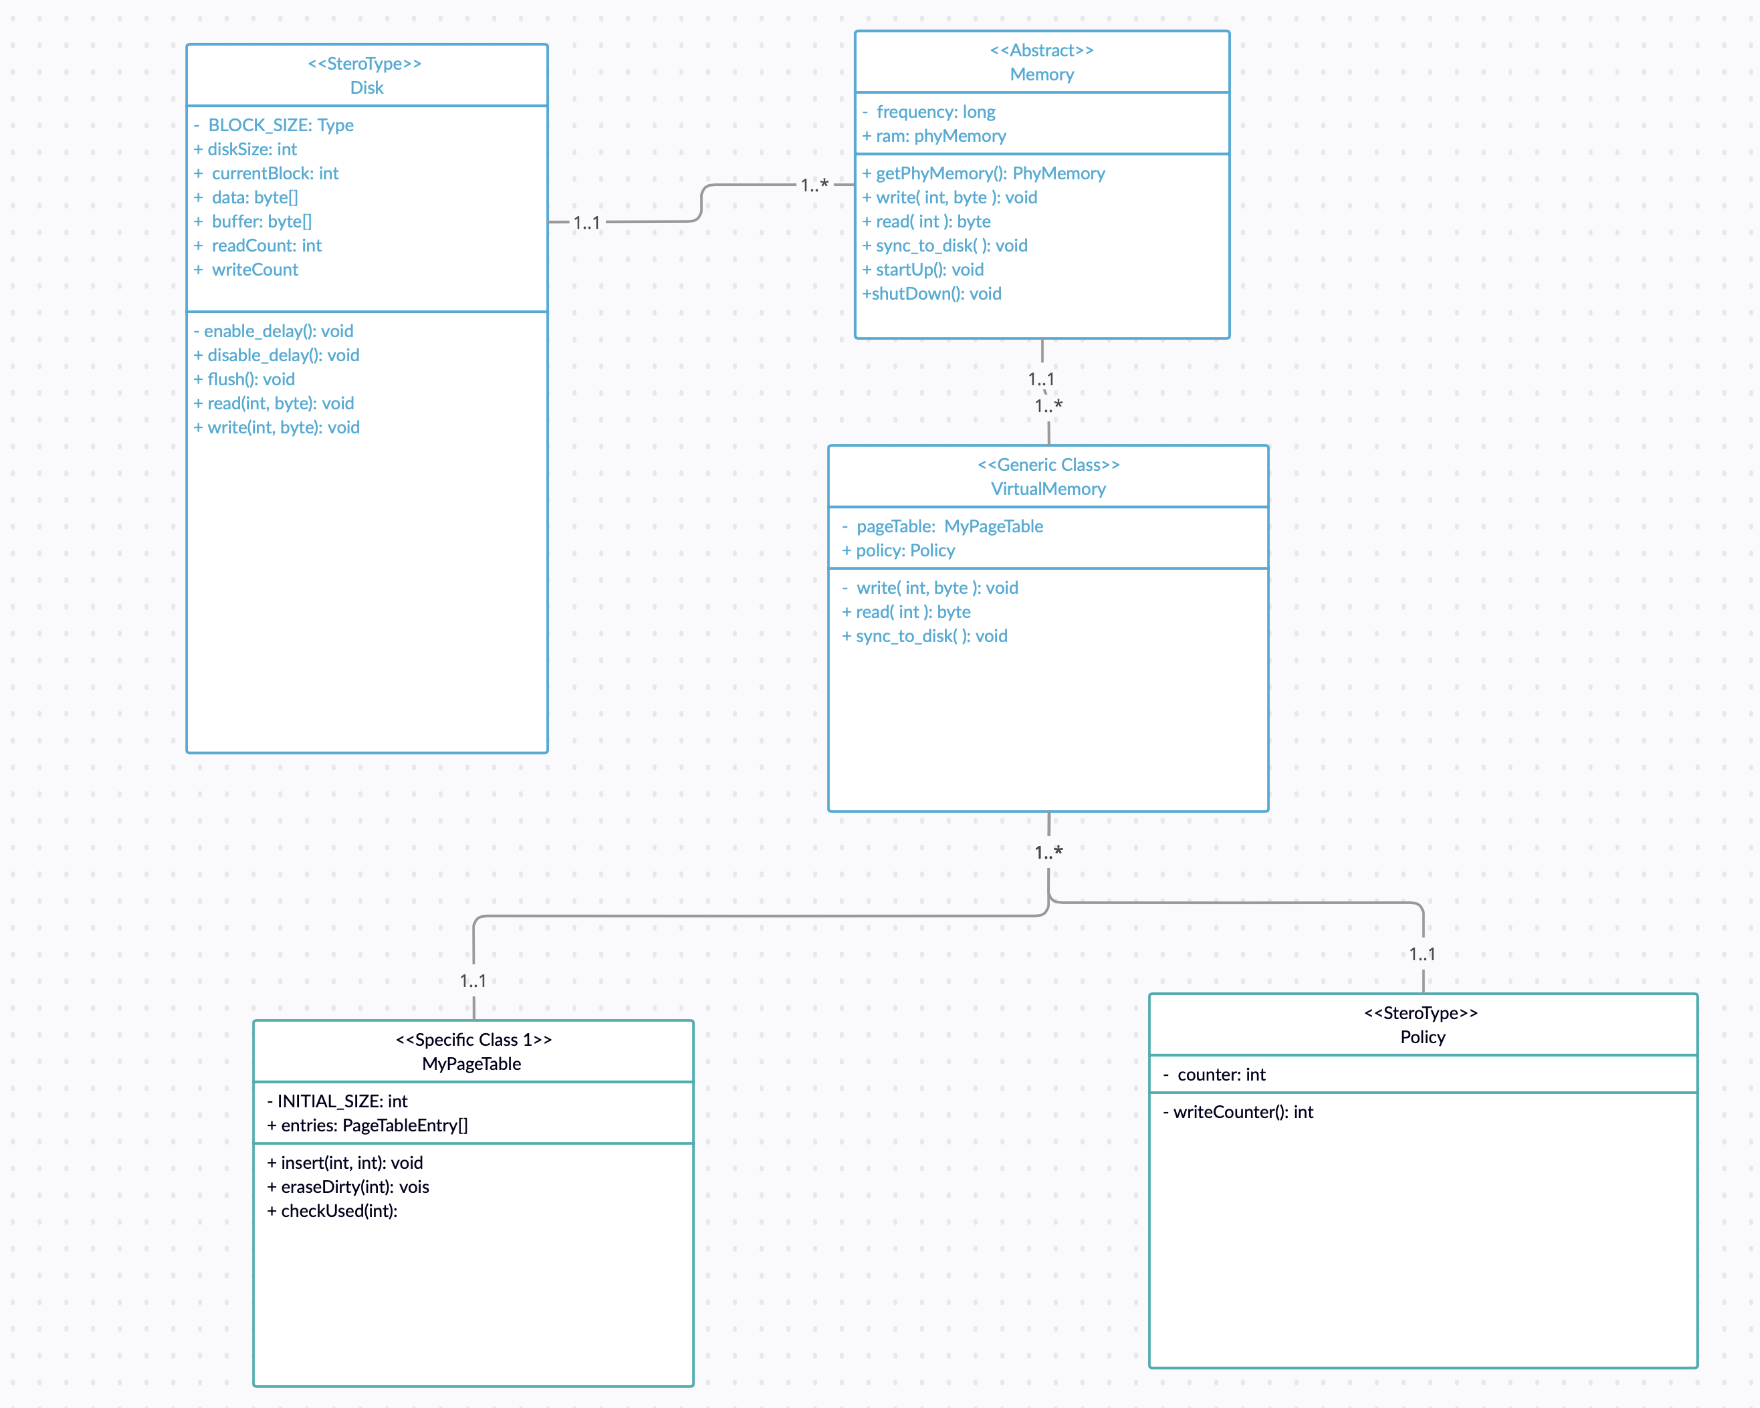 <<SteroType>>
Disk
- BLOCK_SIZE: Type
+ diskSize: int
+ currentBlock: int
+ data: byte[]
+ buffer: byte[]
+ readCount: int
+ writeCount
- enable_delay(): void
+ disable_delay(): void
+ flush(): void
+ read(int, byte): void
+ write(int, byte): void
1..1
1..*
<<Abstract>>
Memory
- frequency: long
+ ram: phyMemory
+ getPhyMemory(): PhyMemory
+ write( int, byte ): void
+ read( int ): byte
+ sync_to_disk( ): void
+ startUp(): void
+shutDown(): void
1..1
1..*
<<Generic Class>>
VirtualMemory
- pageTable: MyPageTable
+ policy: Policy
- write( int, byte ): void
+ read( int ): byte
+ sync_to_disk( ): void
1..*
1..1
1..1
<<Specific Class 1>>
MyPageTable
- INITIAL_SIZE: int
+ entries: PageTableEntry[]
+ insert(int, int): void
+ eraseDirty(int): vois
+ checkUsed(int):
<<SteroType>>
Policy
- counter: int
- writeCounter(): int